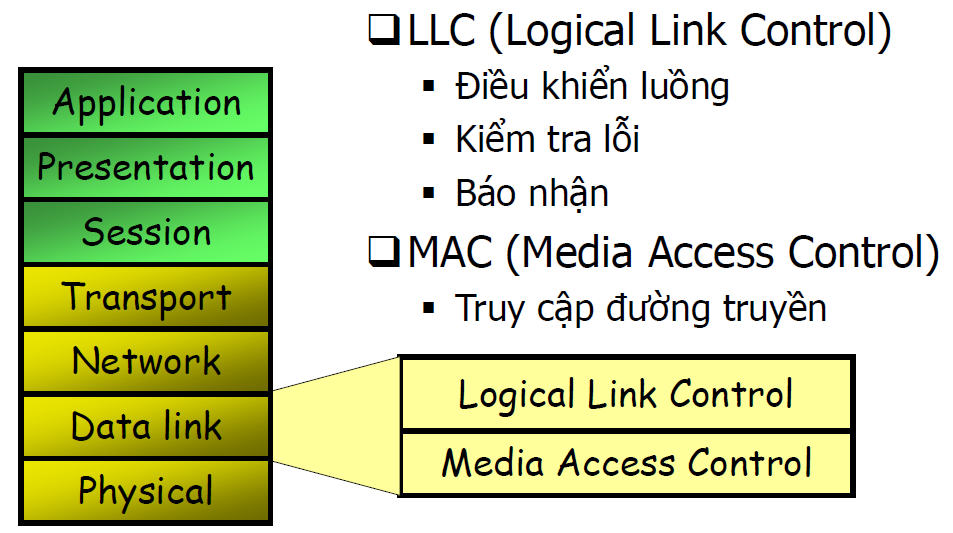 ❑ LLC (Logical Link Control)
▪ Điều khiển luồng
▪ Kiểm tra lỗi
▪ Báo nhận
❑ MAC (Media Access Control)
▪ Truy cập đường truyền
Application
Presentation
Session
Transport
Network
Data link
Physical
Logical Link Control
Media Access Control